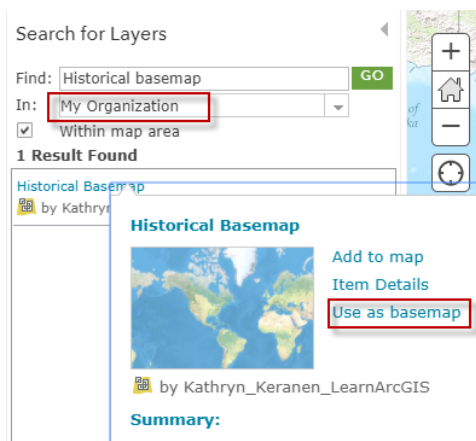 Search for Layers
Find: Historical basemap GO
In: My Organization
Within map area
1 Result Found
Historical Basemap
by Kathryn
Historical Basemap
Add to map
Item Details
Use as basemap
by Kathryn_Keranen_LearnArcGIS
Summary: